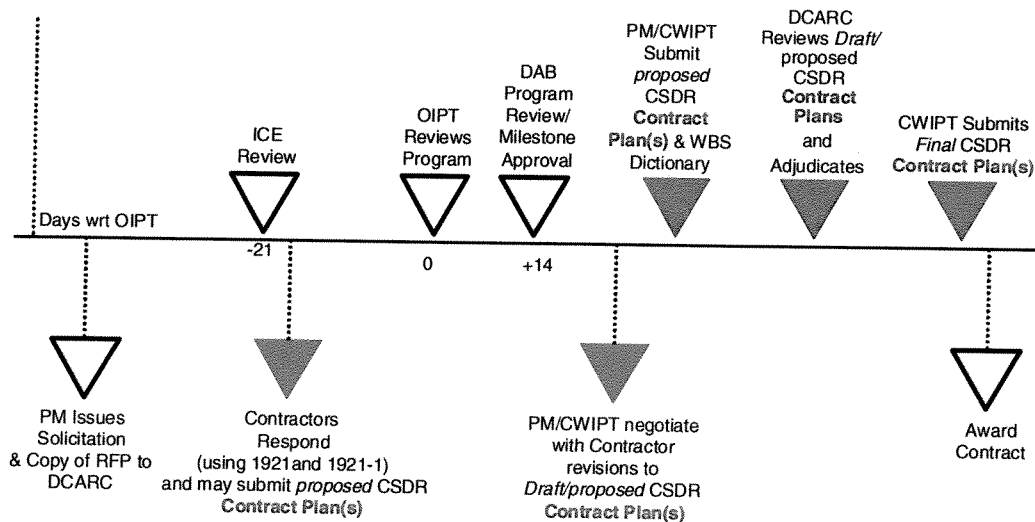 ICE
Review
OIPT
Reviews
Program
DAB
Program
Review/
Milestone
Approval
PM/CWIPT
Submit
proposed
CSDR
Contract
Plan(s) & WBS
Dictionary
DCARC
Reviews Draft/
proposed
CSDR
Contract
Plans
and
Adjudicates
CWIPT Submits
Final CSDR
Contract Plan(s)
Days wrt OIPT
-21
0
+14
PM Issues
Solicitation
& Copy of RFP to
DCARC
Contractors
Respond
(using 1921and 1921-1)
and may submit proposed CSDR
Contract Plan(s)
PM/CWIPT negotiate
with Contractor
revisions to
Draft/proposed CSDR
Contract Plan(s)
Award
Contract